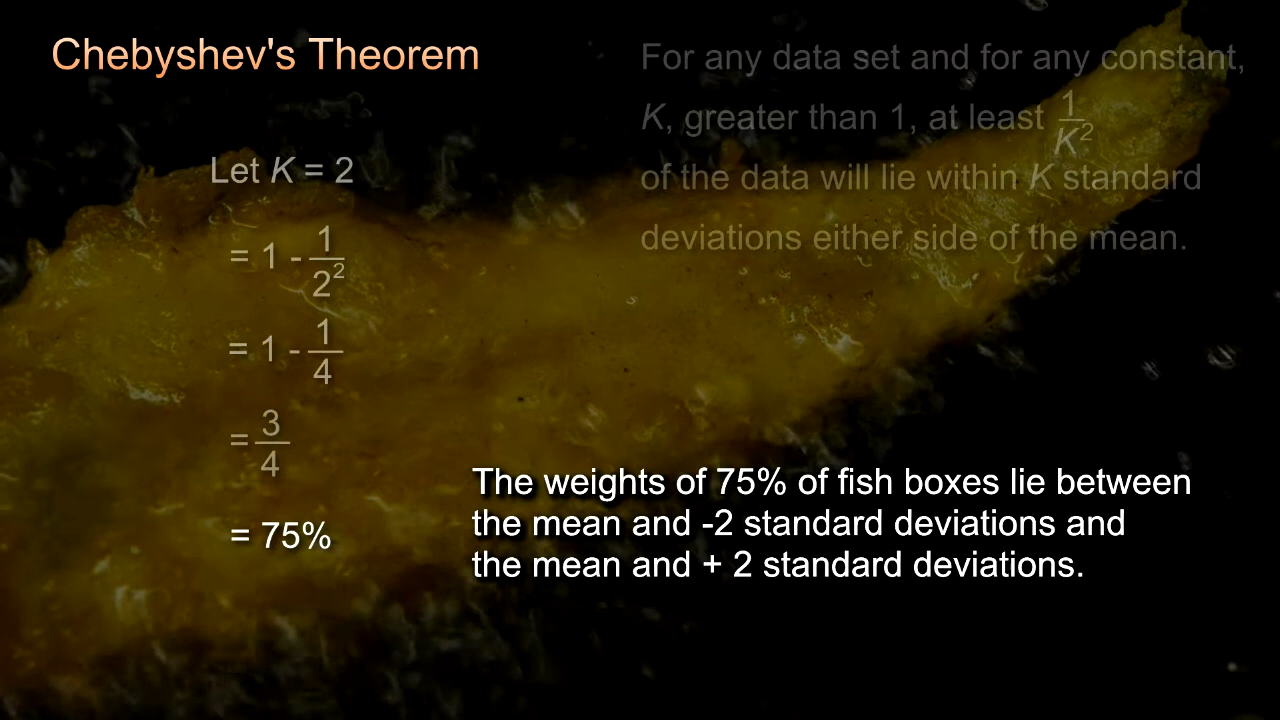 Chebyshev's Theorem
For any data set and for any constant,
K, greater than 1, at least 1/K²
of the data will lie within K standard
deviations either side of the mean.
Let K = 2
= 1 - 1/2²
= 1 - 1/4
= 3/4
= 75%
The weights of 75% of fish boxes lie between
the mean and -2 standard deviations and
the mean and + 2 standard deviations.